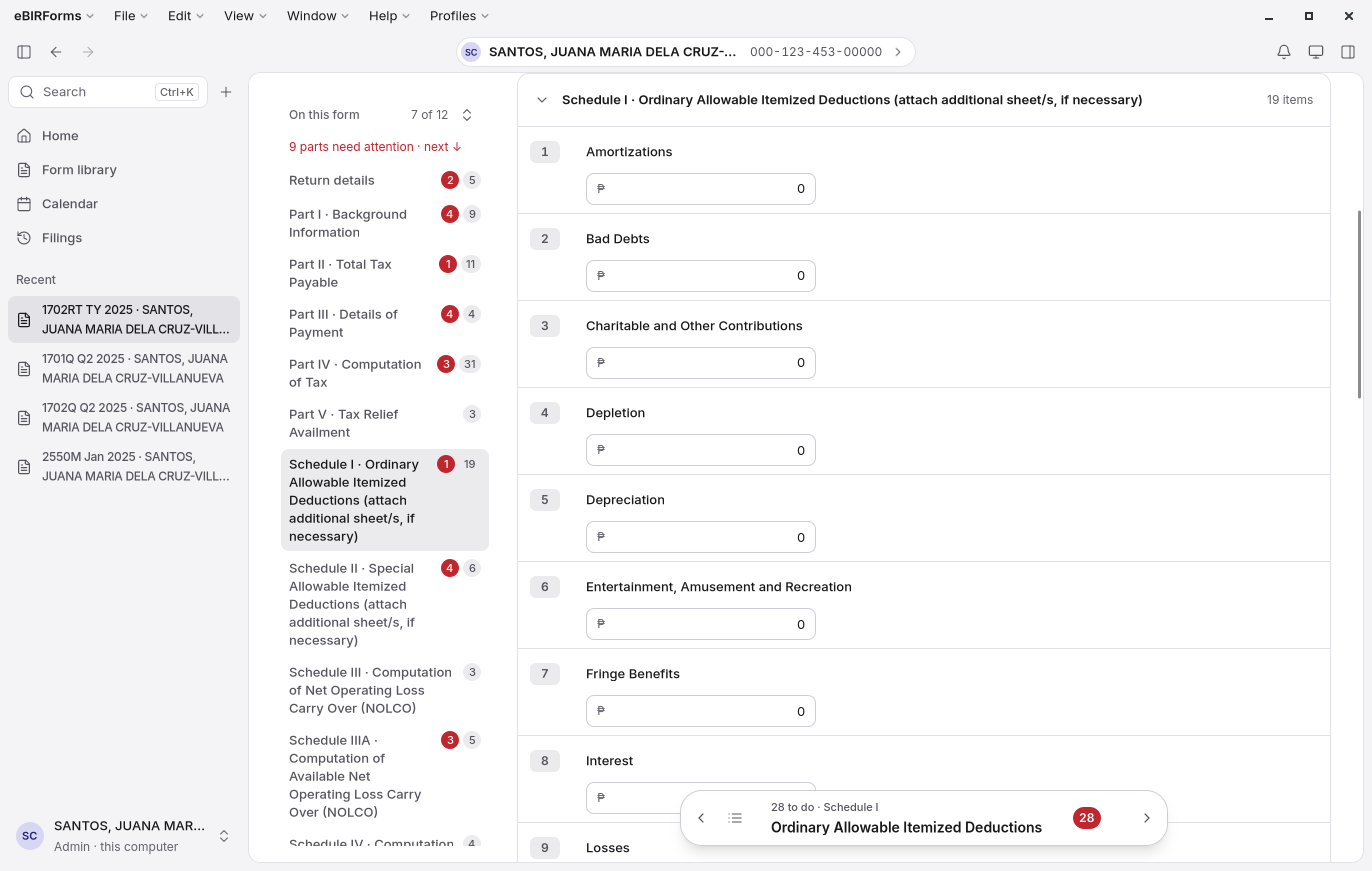 eBIRForms File Edit View Window Help Profiles
SC SANTOS, JUANA MARIA DELA CRUZ-... 000-123-453-00000
Search Ctrl+K
Home
Form library
Calendar
Filings
Recent
1702RT TY 2025 · SANTOS,
JUANA MARIA DELA CRUZ-VILL...
1701Q Q2 2025 · SANTOS, JUANA
MARIA DELA CRUZ-VILLANUEVA
1702Q Q2 2025 · SANTOS, JUANA
MARIA DELA CRUZ-VILLANUEVA
2550M Jan 2025 · SANTOS,
JUANA MARIA DELA CRUZ-VILL...
SC SANTOS, JUANA MAR...
Admin · this computer
On this form 7 of 12
9 parts need attention · next ↓
Return details 2 5
Part I · Background 4 9
Information
Part II · Total Tax 1 11
Payable
Part III · Details of 4 4
Payment
Part IV · Computation 3 31
of Tax
Part V · Tax Relief 3
Availment
Schedule I · Ordinary 1 19
Allowable Itemized
Deductions (attach
additional sheet/s, if
necessary)
Schedule II · Special 4 6
Allowable Itemized
Deductions (attach
additional sheet/s, if
necessary)
Schedule III · Computation 3
of Net Operating Loss
Carry Over (NOLCO)
Schedule IIIA · 3 5
Computation of
Available Net
Operating Loss Carry
Over (NOLCO)
Schedule IV · Computation 4
Schedule I · Ordinary Allowable Itemized Deductions (attach additional sheet/s, if necessary) 19 items
1 Amortizations
₱ 0
2 Bad Debts
₱ 0
3 Charitable and Other Contributions
₱ 0
4 Depletion
₱ 0
5 Depreciation
₱ 0
6 Entertainment, Amusement and Recreation
₱ 0
7 Fringe Benefits
₱ 0
8 Interest
₱
9 Losses
28 to do · Schedule I
Ordinary Allowable Itemized Deductions 28